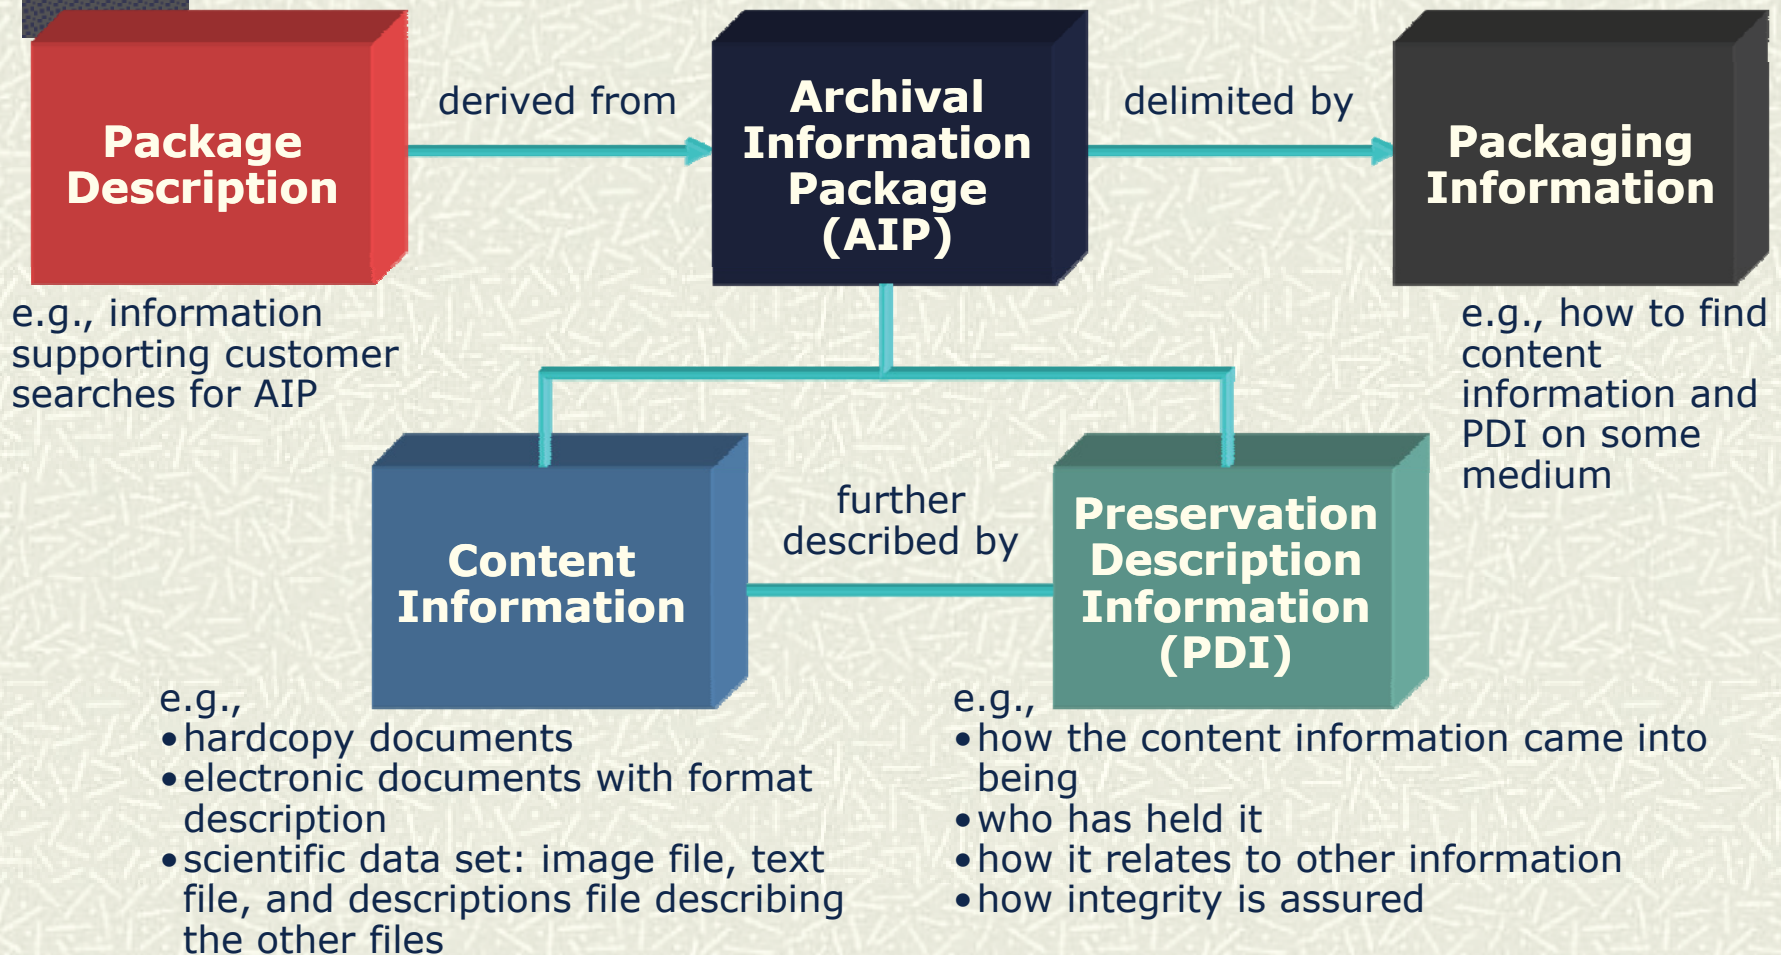 Package
Description
derived from
Archival
Information
Package
(AIP)
delimited by
Packaging
Information
e.g., information
supporting customer
searches for AIP
e.g., how to find
content
information and
PDI on some
medium
Content
Information
further
described by
Preservation
Description
Information
(PDI)
e.g.,
•hardcopy documents
•electronic documents with format
description
•scientific data set: image file, text
file, and descriptions file describing
the other files
e.g.,
•how the content information came into
being
•who has held it
•how it relates to other information
•how integrity is assured